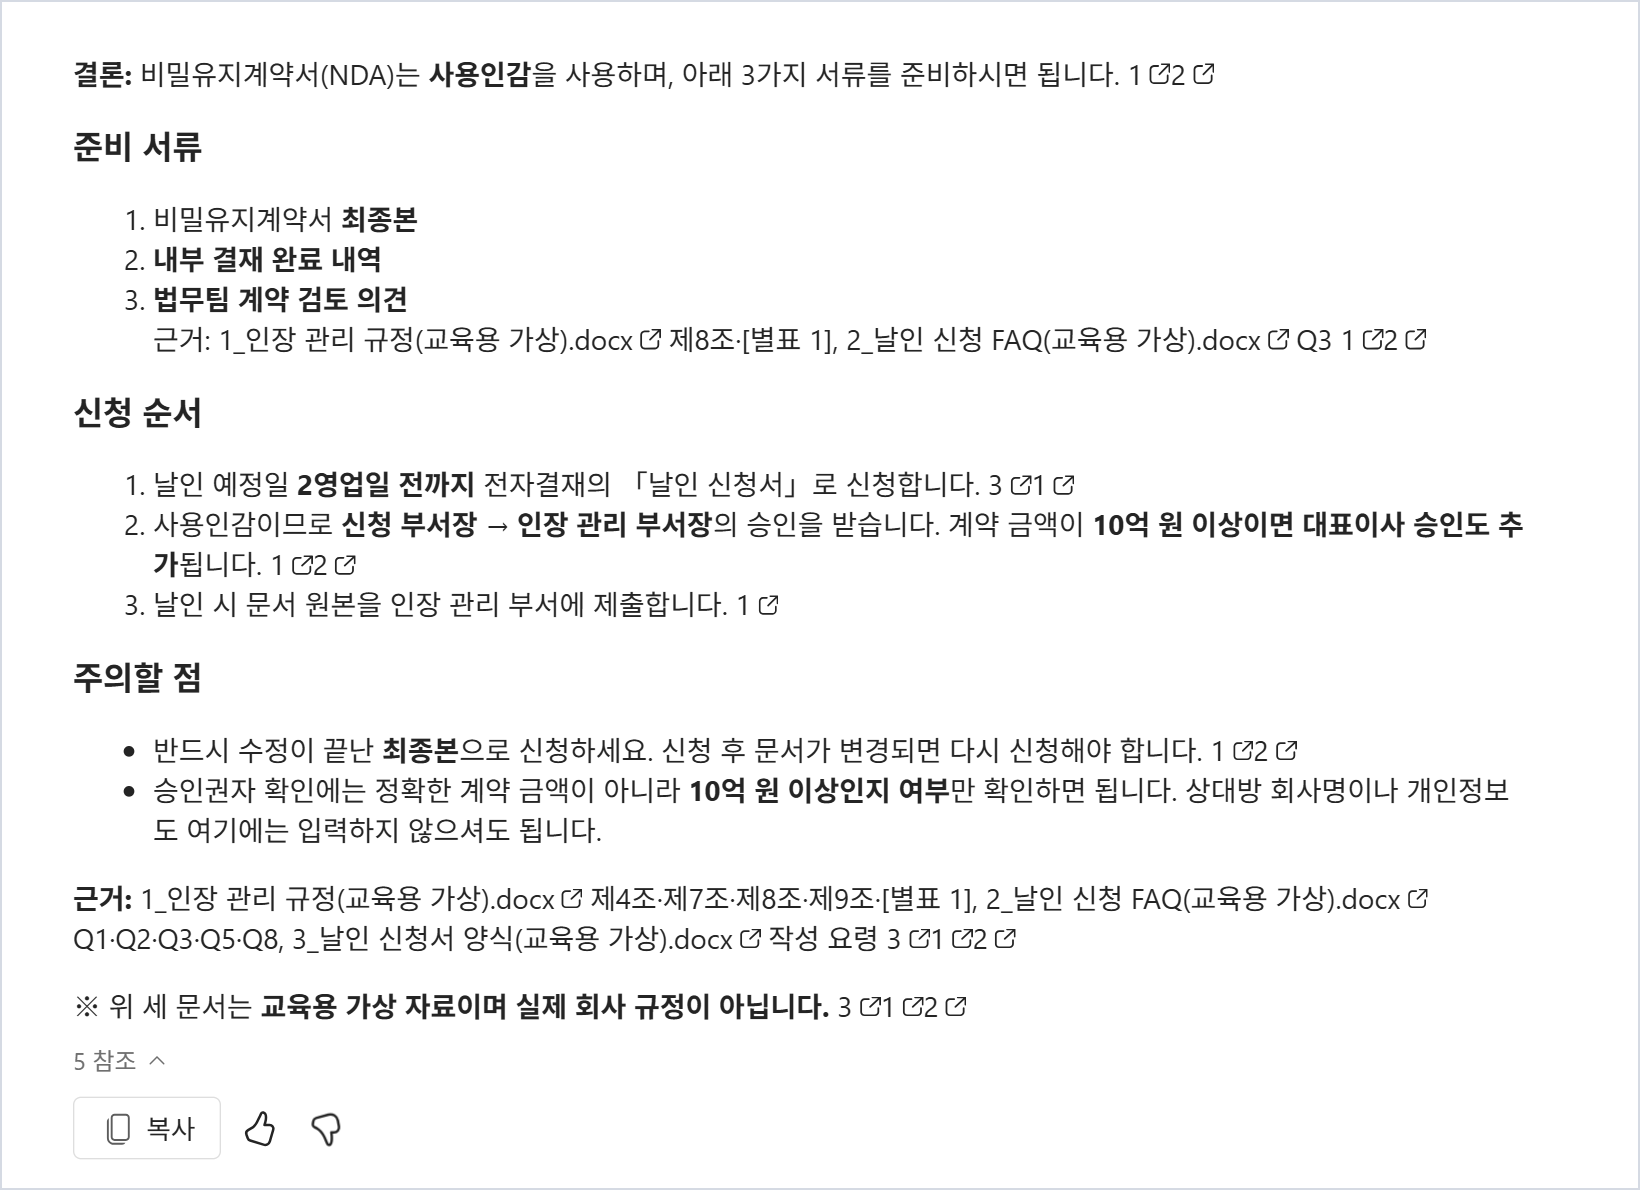 결론: 비밀유지계약서(NDA)는 사용인감을 사용하며, 아래 3가지 서류를 준비하시면 됩니다. 1 2
준비 서류
1. 비밀유지계약서 최종본
2. 내부 결재 완료 내역
3. 법무팀 계약 검토 의견
근거: 1_인장 관리 규정(교육용 가상).docx 제8조·[별표 1], 2_날인 신청 FAQ(교육용 가상).docx Q3 1 2
신청 순서
1. 날인 예정일 2영업일 전까지 전자결재의 「날인 신청서」로 신청합니다. 3 1
2. 사용인감이므로 신청 부서장 → 인장 관리 부서장의 승인을 받습니다. 계약 금액이 10억 원 이상이면 대표이사 승인도 추
가됩니다. 1 2
3. 날인 시 문서 원본을 인장 관리 부서에 제출합니다. 1
주의할 점
• 반드시 수정이 끝난 최종본으로 신청하세요. 신청 후 문서가 변경되면 다시 신청해야 합니다. 1 2
• 승인권자 확인에는 정확한 계약 금액이 아니라 10억 원 이상인지 여부만 확인하면 됩니다. 상대방 회사명이나 개인정보
도 여기에는 입력하지 않으셔도 됩니다.
근거: 1_인장 관리 규정(교육용 가상).docx 제4조·제7조·제8조·제9조·[별표 1], 2_날인 신청 FAQ(교육용 가상).docx
Q1·Q2·Q3·Q5·Q8, 3_날인 신청서 양식(교육용 가상).docx 작성 요령 3 1 2
※ 위 세 문서는 교육용 가상 자료이며 실제 회사 규정이 아닙니다. 3 1 2
5 참조
복사